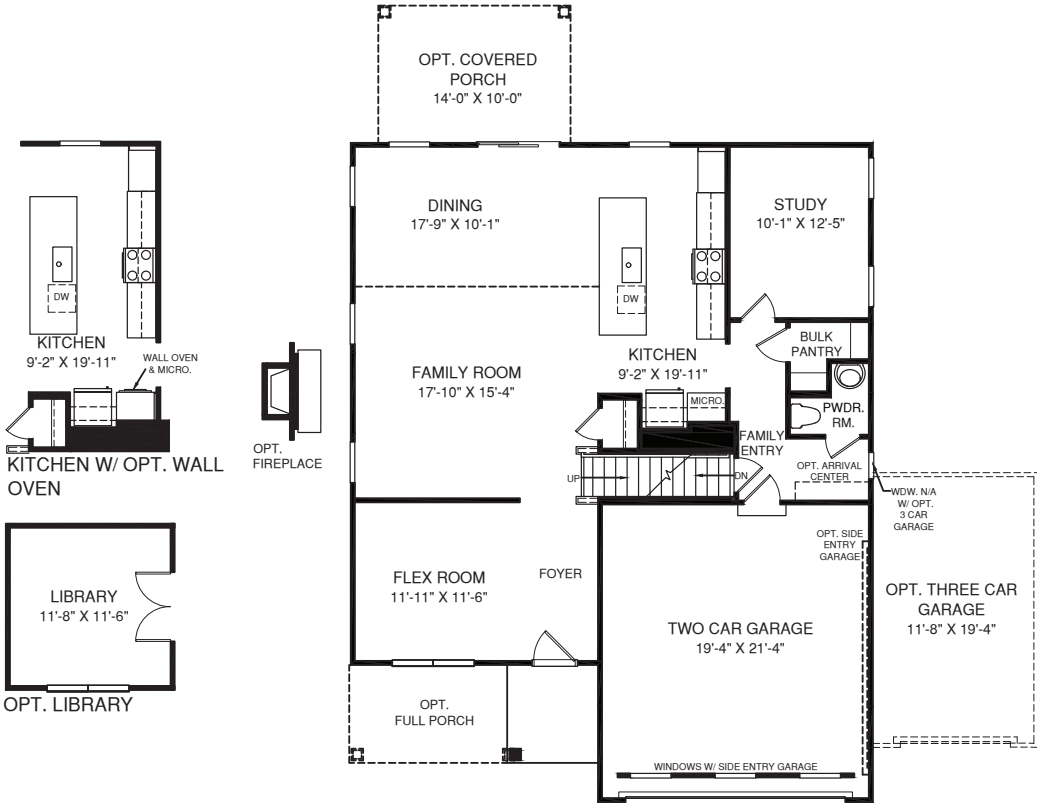 OPT. COVERED
PORCH
14'-0" X 10'-0"
DINING
17'-9" X 10'-1"
STUDY
10'-1" X 12'-5"
DW
KITCHEN
9'-2" X 19'-11"
WALL OVEN
& MICRO.
KITCHEN W/ OPT. WALL
OVEN
OPT.
FIREPLACE
FAMILY ROOM
17'-10" X 15'-4"
DW
KITCHEN
9'-2" X 19'-11"
MICRO.
BULK
PANTRY
PWDR.
RM.
FAMILY
ENTRY
OPT. ARRIVAL
CENTER
UP
DN
WDW. N/A
W/ OPT.
3 CAR
GARAGE
LIBRARY
11'-8" X 11'-6"
OPT. LIBRARY
FLEX ROOM
11'-11" X 11'-6"
FOYER
OPT. SIDE
ENTRY
GARAGE
TWO CAR GARAGE
19'-4" X 21'-4"
OPT. THREE CAR
GARAGE
11'-8" X 19'-4"
OPT.
FULL PORCH
WINDOWS W/ SIDE ENTRY GARAGE